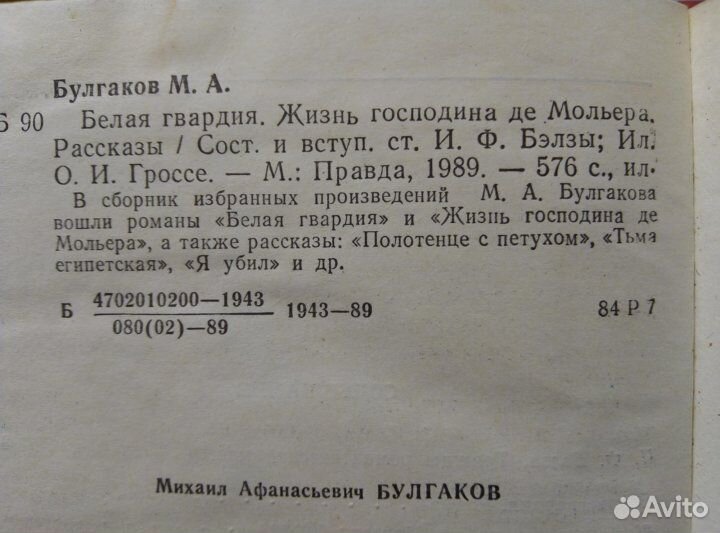 Булгаков М. А.
Б 90 Белая гвардия. Жизнь господина де Мольера.
Рассказы / Сост. и вступ. ст. И. Ф. Бэлзы; Ил.
О. И. Гроссе. — М.: Правда, 1989. — 576 с., ил.
В сборник избранных произведений М. А. Булгакова
вошли романы «Белая гвардия» и «Жизнь господина де
Мольера», а также рассказы: «Полотенце с петухом», «Тьма
египетская», «Я убил» и др.
4702010200—1943
Б 1943—89 84 Р 7
080(02)—89
Михаил Афанасьевич БУЛГАКОВ
Avito